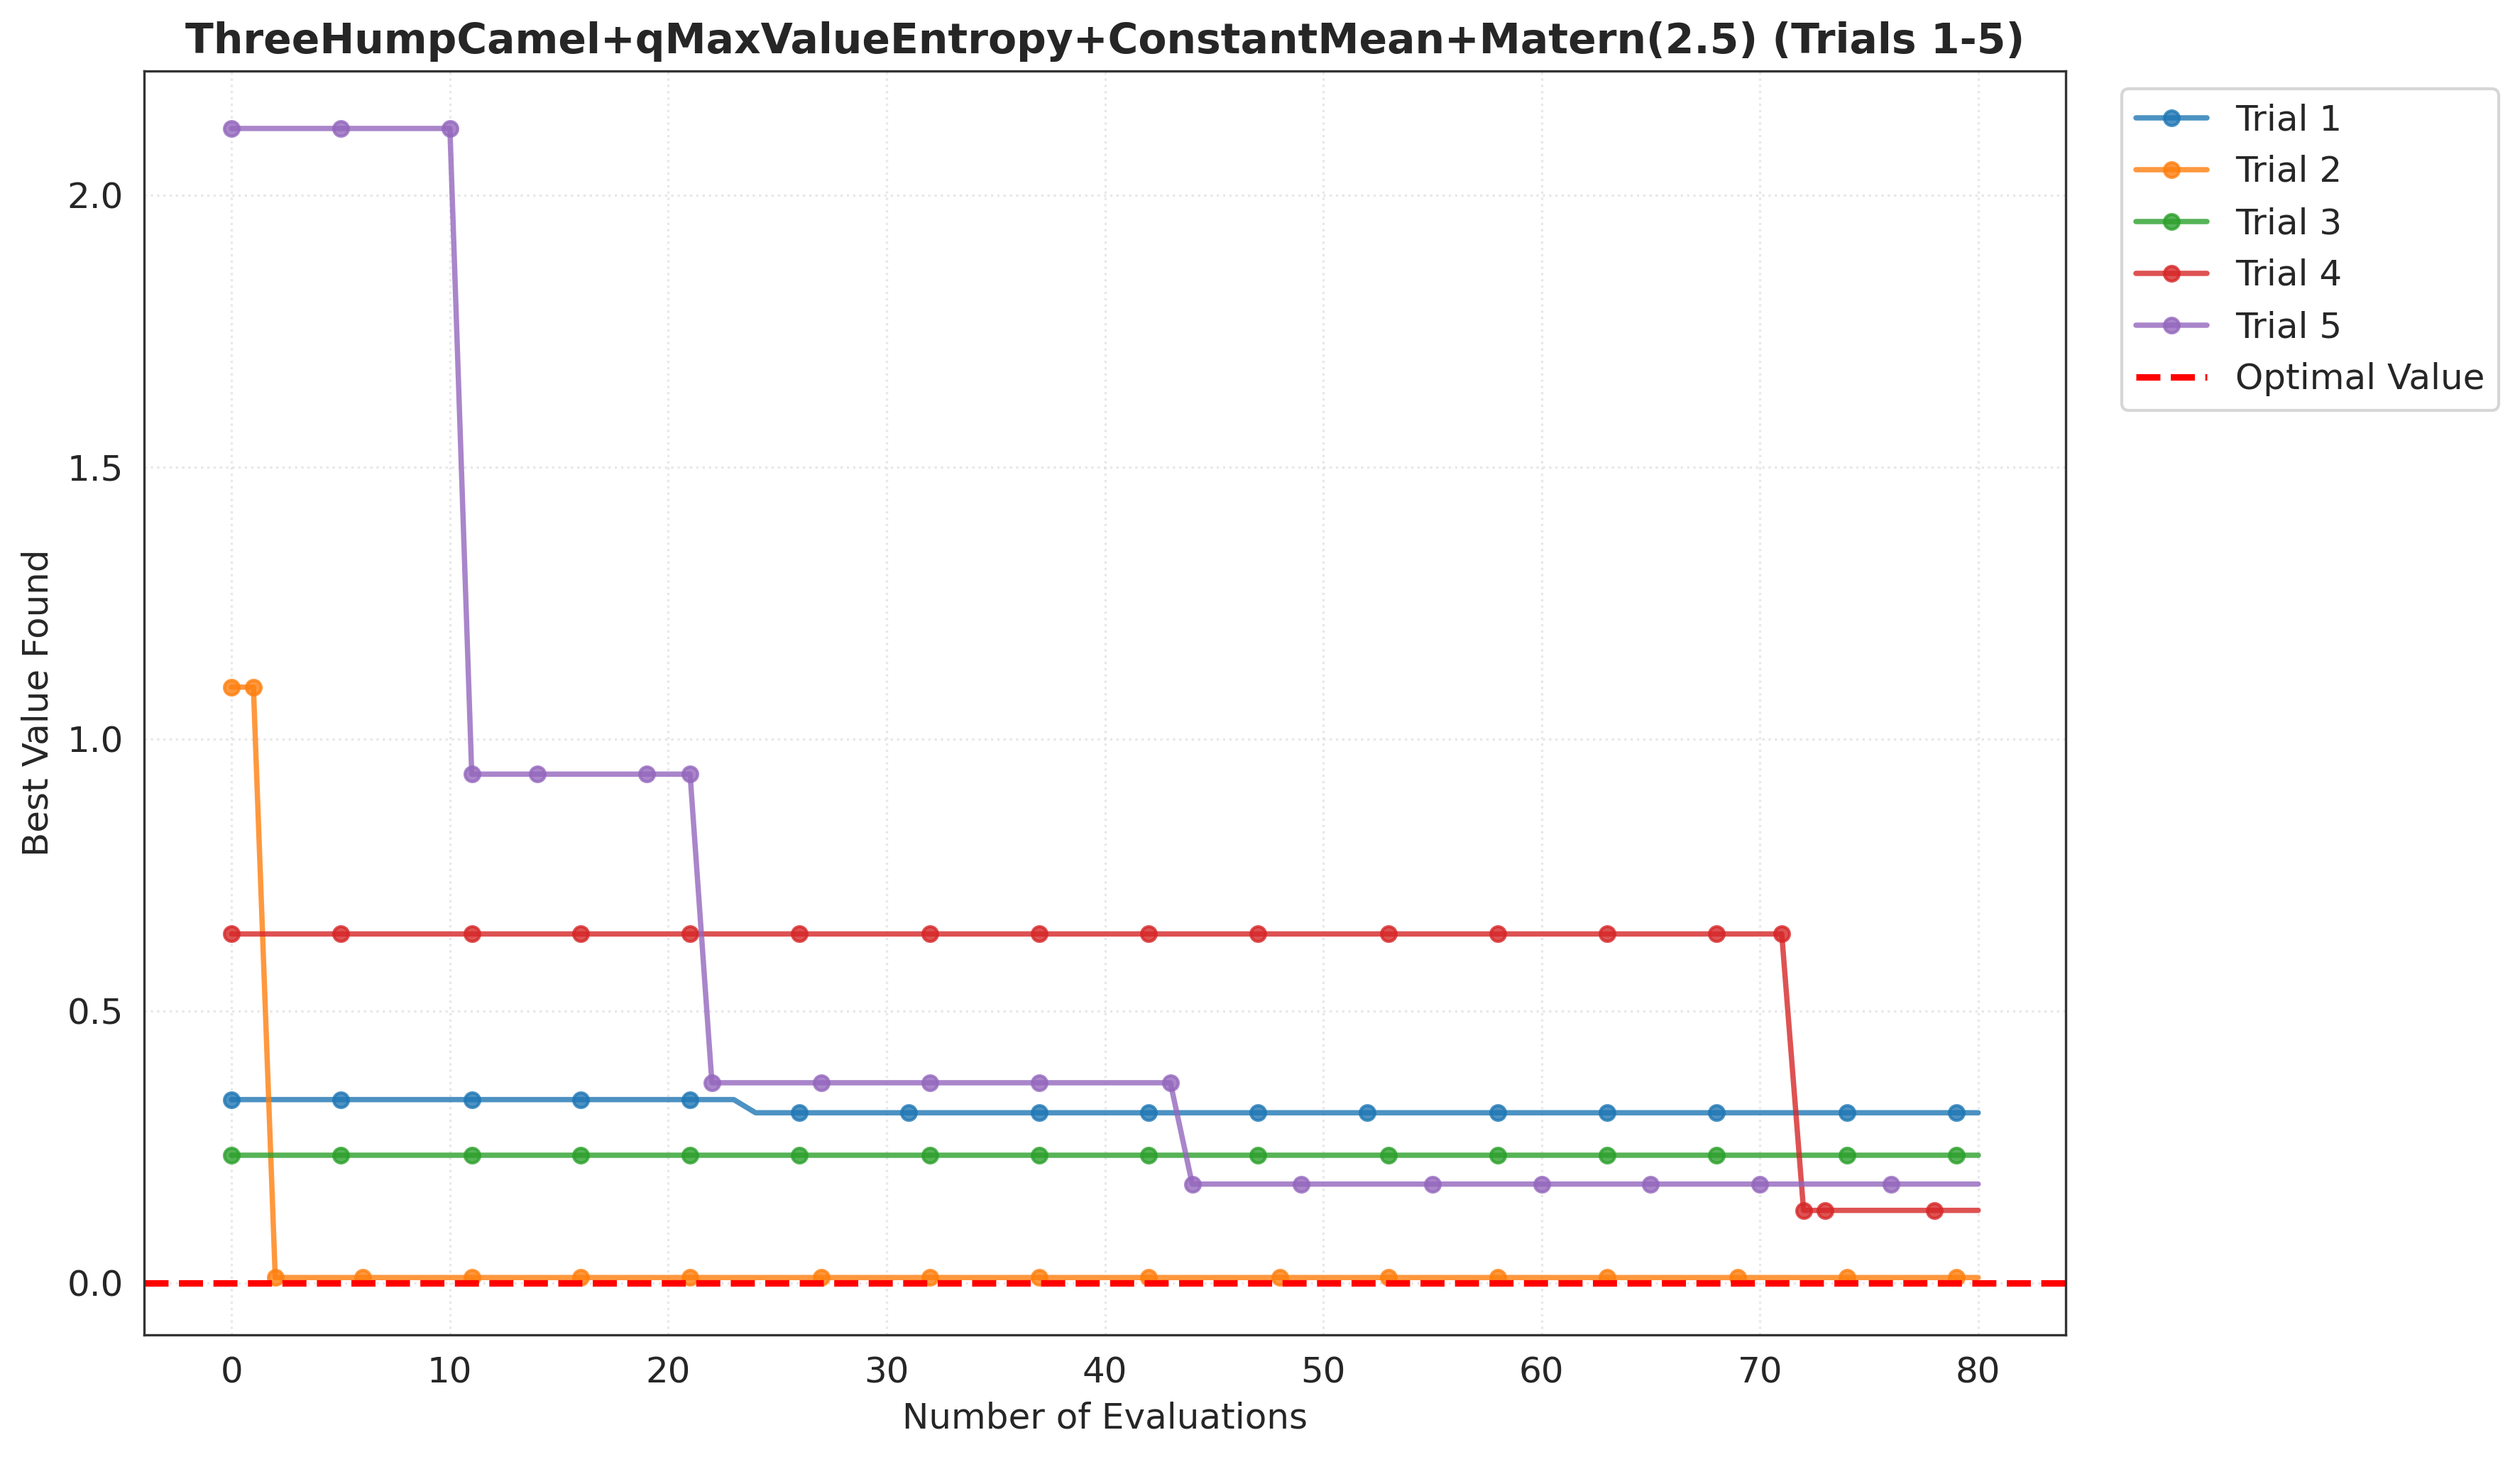 ThreeHumpCamel+qMaxValueEntropy+ConstantMean+Matern(2.5) (Trials 1-5)
Trial 1
Trial 2
Trial 3
Trial 4
Trial 5
Optimal Value
Best Value Found
2.0
1.5
1.0
0.5
0.0
0 10 20 30 40 50 60 70 80
Number of Evaluations